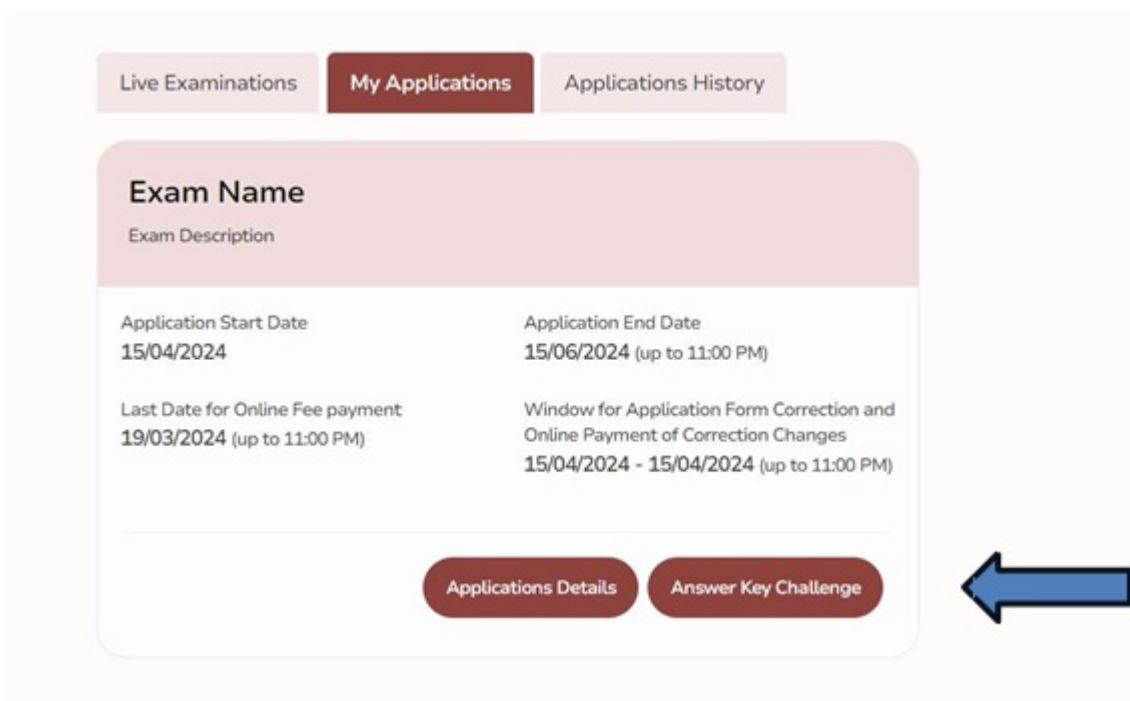 Live Examinations
My Applications
Applications History
Exam Name
Exam Description
Application Start Date
15/04/2024
Application End Date
15/06/2024 (up to 11:00 PM)
Last Date for Online Fee payment
19/03/2024 (up to 11:00 PM)
Window for Application Form Correction and
Online Payment of Correction Changes
15/04/2024 - 15/04/2024 (up to 11:00 PM)
Applications Details
Answer Key Challenge